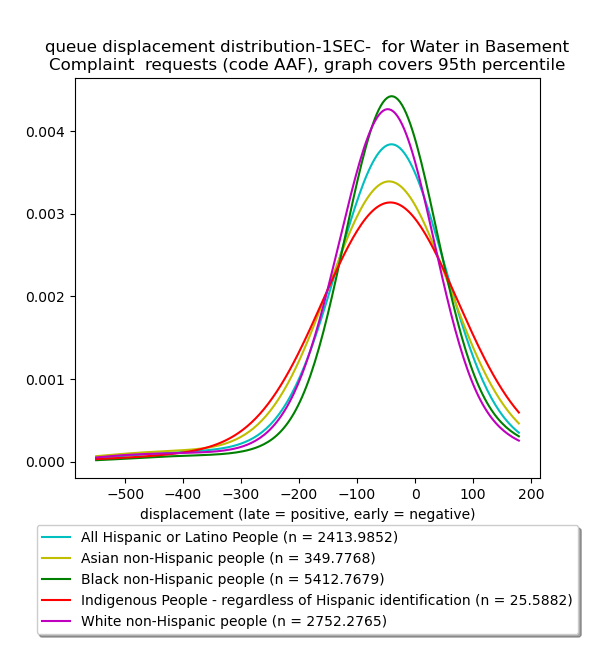 queue displacement distribution-1SEC-  for Water in Basement
Complaint  requests (code AAF), graph covers 95th percentile
0.004
0.003
0.002
0.001
0.000
−500 −400 −300 −200 −100 0 100 200
displacement (late = positive, early = negative)
All Hispanic or Latino People (n = 2413.9852)
Asian non-Hispanic people (n = 349.7768)
Black non-Hispanic people (n = 5412.7679)
Indigenous People - regardless of Hispanic identification (n = 25.5882)
White non-Hispanic people (n = 2752.2765)